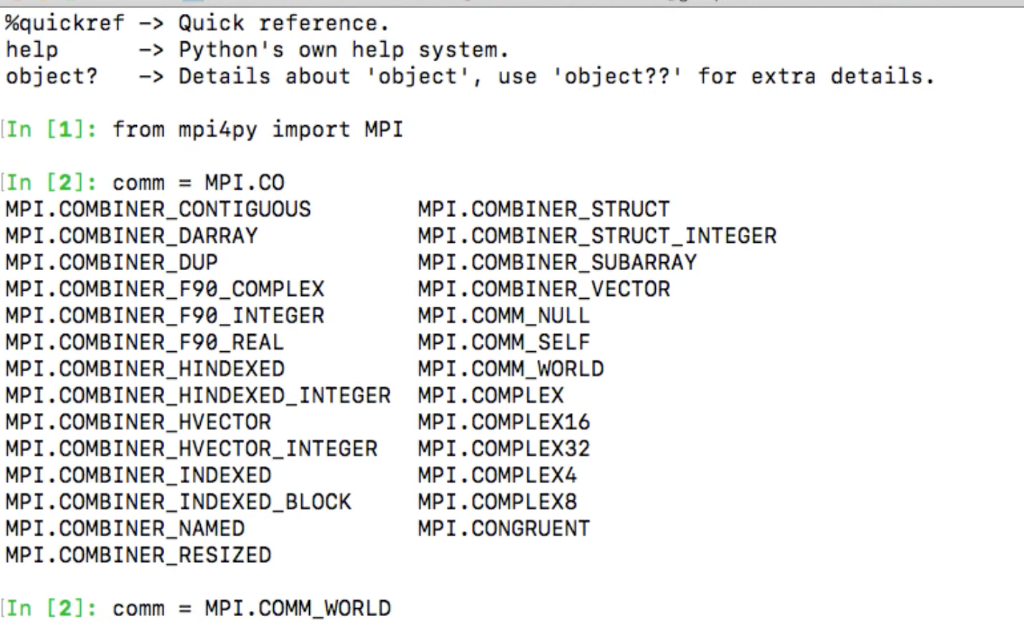 %quickref -> Quick reference.
help      -> Python's own help system.
object?   -> Details about 'object', use 'object??' for extra details.
[In [1]: from mpi4py import MPI
[In [2]: comm = MPI.CO
MPI.COMBINER_CONTIGUOUS        MPI.COMBINER_STRUCT
MPI.COMBINER_DARRAY            MPI.COMBINER_STRUCT_INTEGER
MPI.COMBINER_DUP               MPI.COMBINER_SUBARRAY
MPI.COMBINER_F90_COMPLEX       MPI.COMBINER_VECTOR
MPI.COMBINER_F90_INTEGER       MPI.COMM_NULL
MPI.COMBINER_F90_REAL          MPI.COMM_SELF
MPI.COMBINER_HINDEXED          MPI.COMM_WORLD
MPI.COMBINER_HINDEXED_INTEGER  MPI.COMPLEX
MPI.COMBINER_HVECTOR           MPI.COMPLEX16
MPI.COMBINER_HVECTOR_INTEGER   MPI.COMPLEX32
MPI.COMBINER_INDEXED           MPI.COMPLEX4
MPI.COMBINER_INDEXED_BLOCK     MPI.COMPLEX8
MPI.COMBINER_NAMED             MPI.CONGRUENT
MPI.COMBINER_RESIZED
[In [2]: comm = MPI.COMM_WORLD